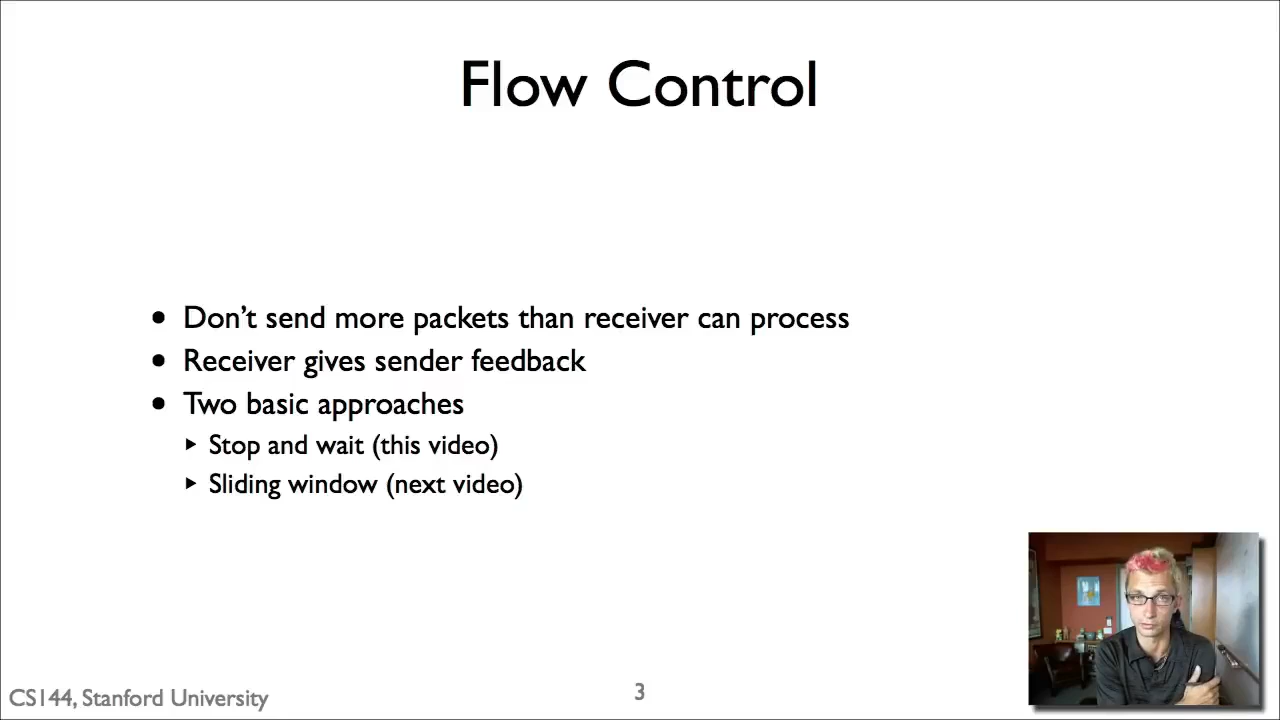 Flow Control
• Don't send more packets than receiver can process
• Receiver gives sender feedback
• Two basic approaches
▸ Stop and wait (this video)
▸ Sliding window (next video)
CS144, Stanford University
3